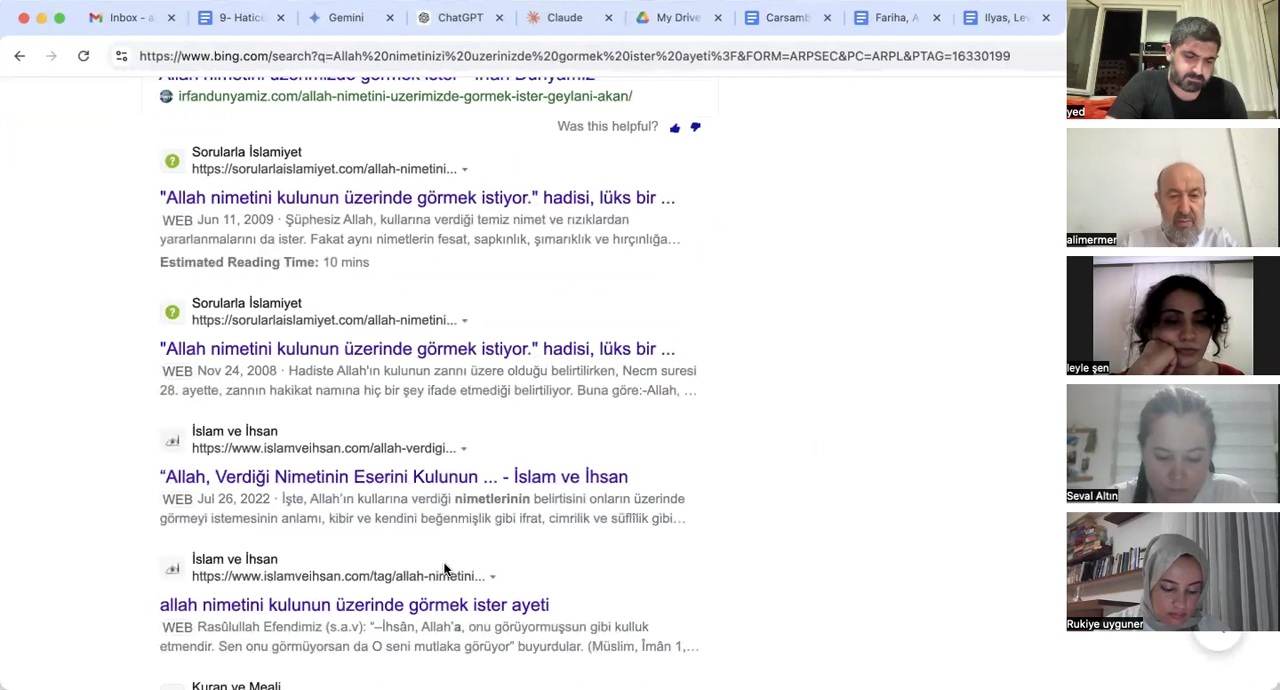 Inbox - a
9- Hatic
Gemini
ChatGPT
Claude
My Drive
Carsamb
Fariha, A
Ilyas, Lev
https://www.bing.com/search?q=Allah%20nimetinin%20n%20uzerinizde%20gormek%20ister%20ayeti%3F&FORM=ARPSEC&PC=ARPL&PTAG=16330199
irfandunyamiz.com/allah-nimetini-uzerimizde-gormek-ister-geylani-akan/
Was this helpful?
Sorularla İslamiyet
https://sorularlaislamiyet.com/allah-nimetini...
"Allah nimetini kulunun üzerinde görmek istiyor." hadisi, lüks bir ...
WEB Jun 11, 2009 · Şüphesiz Allah, kullarına verdiği temiz nimet ve rızıklardan
yararlanmalarını da ister. Fakat aynı nimetlerin fesat, sapkınlık, şımarıklık ve hırçınlığa…
Estimated Reading Time: 10 mins
Sorularla İslamiyet
https://sorularlaislamiyet.com/allah-nimetini...
"Allah nimetini kulunun üzerinde görmek istiyor." hadisi, lüks bir ...
WEB Nov 24, 2008 · Hadiste Allah'ın kulunun zannı üzere olduğu belirtilirken, Necm suresi
28. ayette, zannın hakikat namına hiç bir şey ifade etmediği belirtiliyor. Buna göre:-Allah, …
İslam ve İhsan
https://www.islamveihsan.com/allah-verdigi...
“Allah, Verdiği Nimetinin Eserini Kulunun ... - İslam ve İhsan
WEB Jul 26, 2022 · İşte, Allah’ın kullarına verdiği nimetlerinin belirtisini onların üzerinde
görmeyi istemesinin anlamı, kibir ve kendini beğenmişlik gibi ifrat, cimrilik ve süflîlik gibi…
İslam ve İhsan
https://www.islamveihsan.com/tag/allah-nimetini...
allah nimetini kulunun üzerinde görmek ister ayeti
WEB Rasûlullah Efendimiz (s.a.v): “–İhsân, Allah’a, onu görüyormuşsun gibi kulluk
etmendir. Sen onu görmüyorsan da O seni mutlaka görüyor” buyurdular. (Müslim, Îmân 1,…
Kuran ve Meali
yed
alimermer
leyle şen
Seval Altın
Rukiye uyguner